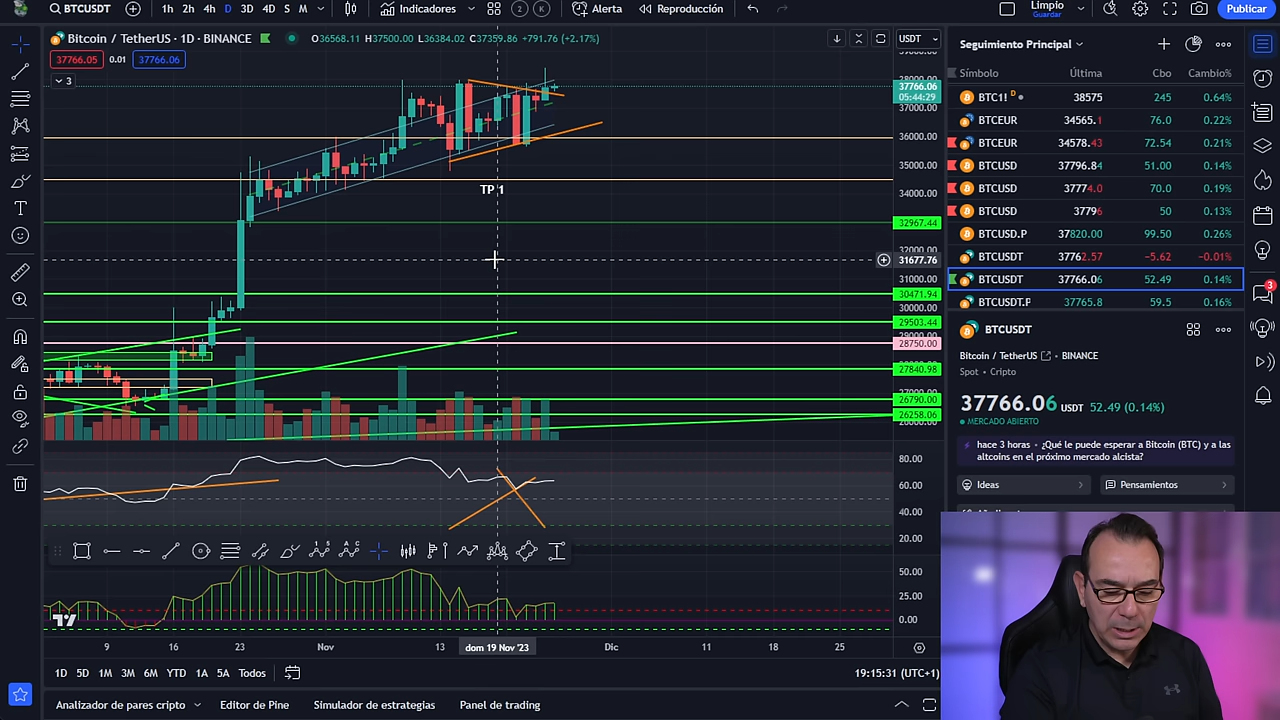 BTCUSDT 1h 2h 4h D 3D 4D S M Indicadores 2 K Alerta Reproducción Limpio Guardar Publicar
Bitcoin / TetherUS · 1D · BINANCE O36568.11 H37500.00 L36384.02 C37359.86 +791.76 (+2.17%) USDT
37766.05 0.01 37766.06
3
38000.00
37766.06
05:44:29
37000.00
36000.00
35000.00
34000.00
TP 1
32967.44
32000.00
31677.76
31000.00
30471.94
30000.00
29503.44
28750.00
27840.98
26790.00
26258.06
80.00
60.00
40.00
20.00
50.00
25.00
0.00
9 16 23 Nov 13 dom 19 Nov '23 Dic 11 18 25
1D 5D 1M 3M 6M YTD 1A 5A Todos 19:15:31 (UTC+1)
Analizador de pares cripto Editor de Pine Simulador de estrategias Panel de trading
Seguimiento Principal
Símbolo Última Cbo Cambio%
BTC1! D 38575 245 0.64%
BTCEUR 34565.1 76.0 0.22%
BTCEUR 34578.43 72.54 0.21%
BTCUSD 37796.84 51.00 0.14%
BTCUSD 37774.0 70.0 0.19%
BTCUSD 37796 50 0.13%
BTCUSD.P 37820.00 99.50 0.26%
BTCUSDT 37762.57 −5.62 −0.01%
BTCUSDT 37766.06 52.49 0.14%
BTCUSDT.P 37765.8 59.5 0.16%
3
BTCUSDT
Bitcoin / TetherUS · BINANCE
Spot · Cripto
37766.06 USDT 52.49 (0.14%)
MERCADO ABIERTO
hace 3 horas · ¿Qué le puede esperar a Bitcoin (BTC) y a las
altcoins en el próximo mercado alcista?
Ideas Pensamientos